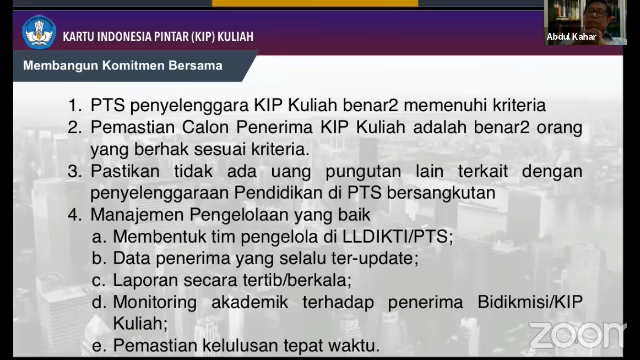 KARTU INDONESIA PINTAR (KIP) KULIAH
Abdul Kahar
Membangun Komitmen Bersama
1. PTS penyelenggara KIP Kuliah benar2 memenuhi kriteria
2. Pemastian Calon Penerima KIP Kuliah adalah benar2 orang
yang berhak sesuai kriteria.
3. Pastikan tidak ada uang pungutan lain terkait dengan
penyelenggaraan Pendidikan di PTS bersangkutan
4. Manajemen Pengelolaan yang baik
a. Membentuk tim pengelola di LLDIKTI/PTS;
b. Data penerima yang selalu ter-update;
c. Laporan secara tertib/berkala;
d. Monitoring akademik terhadap penerima Bidikmisi/KIP
Kuliah;
e. Pemastian kelulusan tepat waktu.
zoom